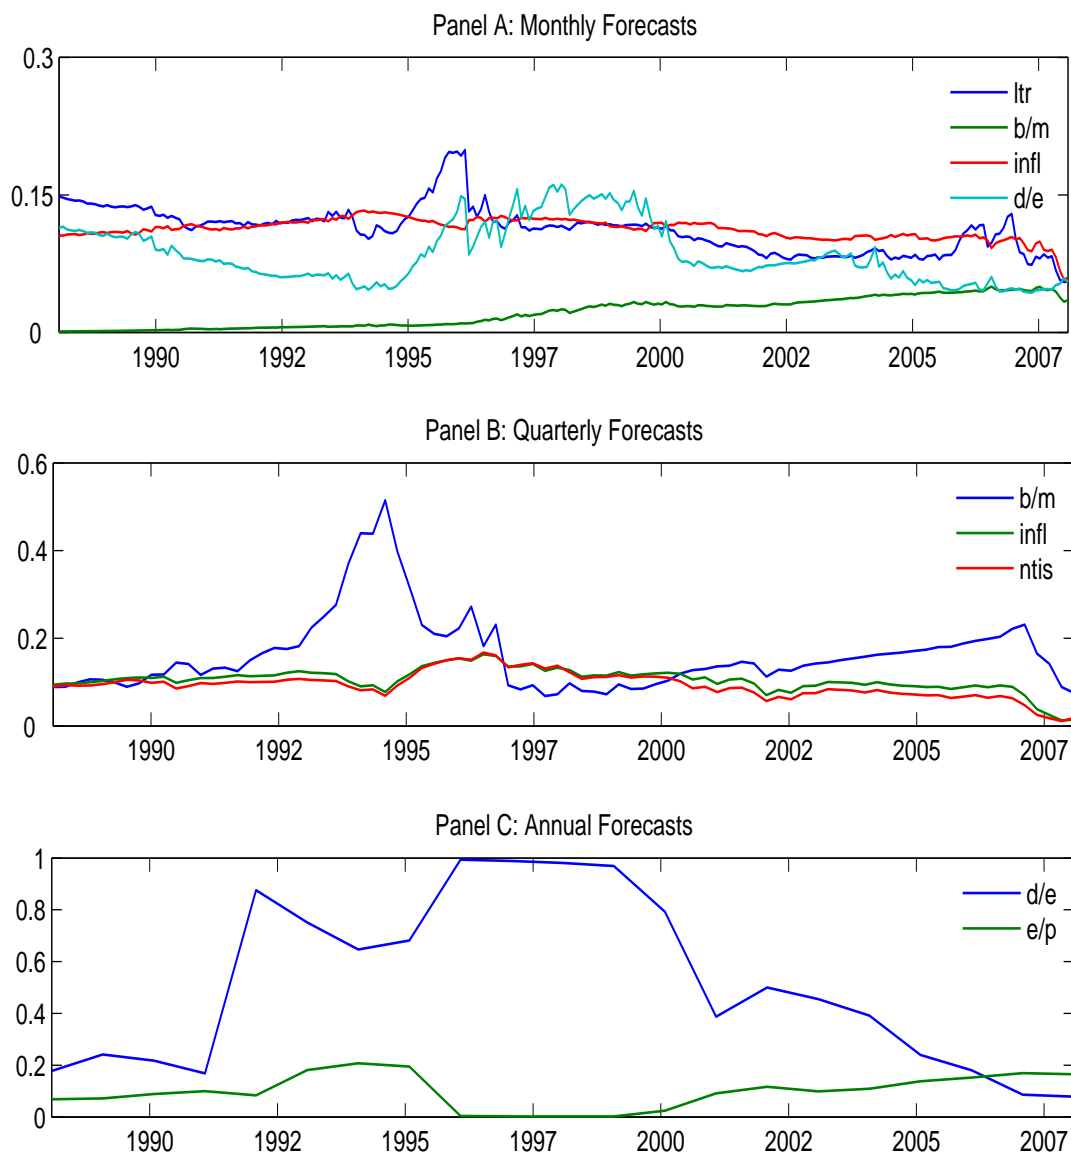 Panel A: Monthly Forecasts
0.3
0.15
0
ltr
b/m
infl
d/e
1990 1992 1995 1997 2000 2002 2005 2007
Panel B: Quarterly Forecasts
0.6
0.4
0.2
0
b/m
infl
ntis
1990 1992 1995 1997 2000 2002 2005 2007
Panel C: Annual Forecasts
1
0.8
0.6
0.4
0.2
0
d/e
e/p
1990 1992 1995 1997 2000 2002 2005 2007